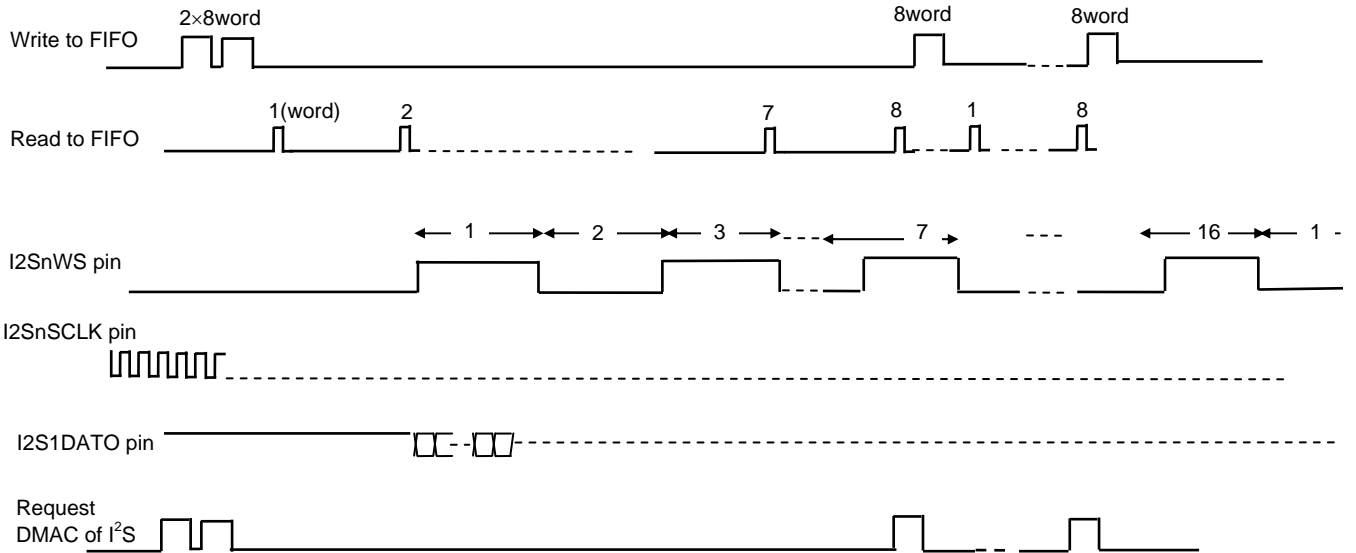 2×8word 8word 8word
Write to FIFO
1(word) 2 7 8 1 8
Read to FIFO
1 2 3 7 16 1
I2SnWS pin
I2SnSCLK pin
I2S1DATO pin
Request
DMAC of I²S